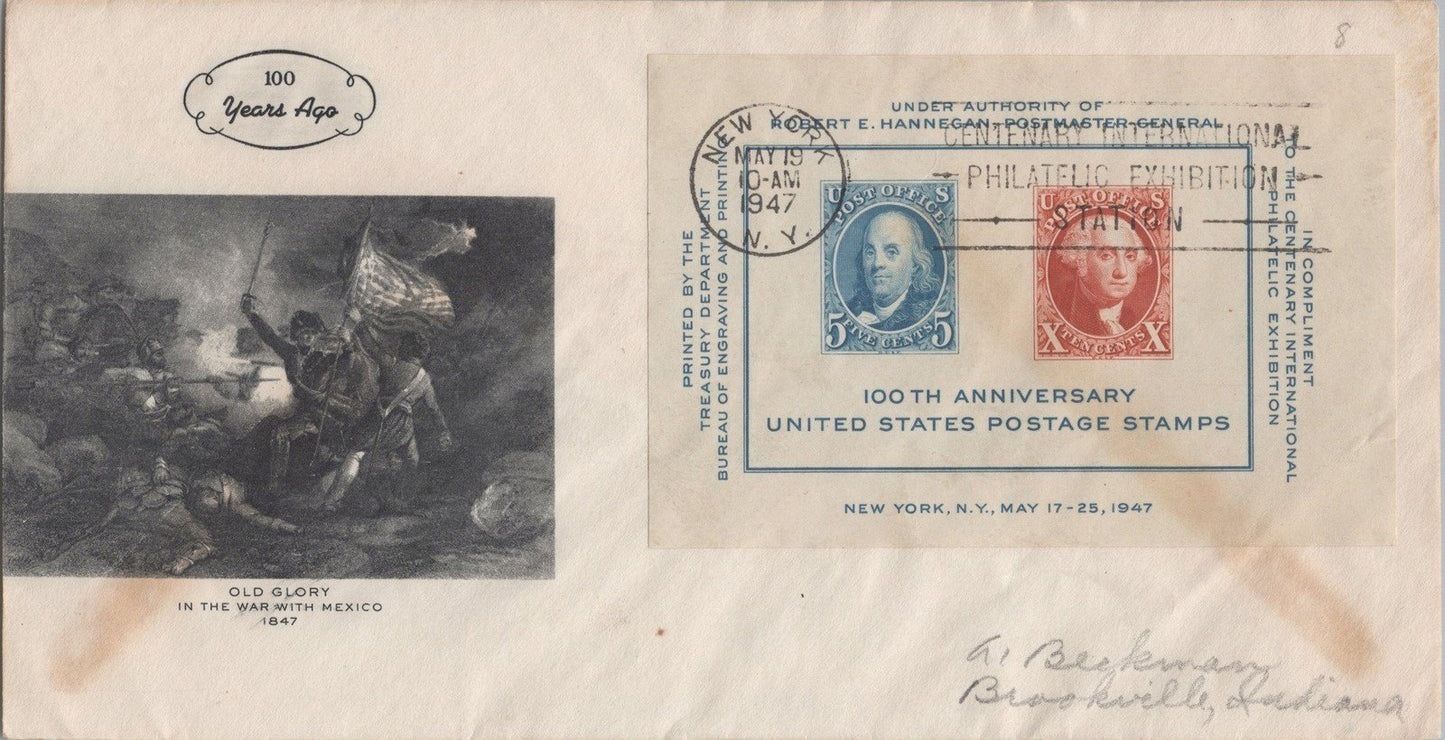 100
Years Ago
OLD GLORY
IN THE WAR WITH MEXICO
1847
8
NEW YORK
MAY 19
10-AM
1947
N. Y.
CENTENARY INTERNATIONAL
PHILATELIC EXHIBITION
STATION
UNDER AUTHORITY OF
ROBERT E. HANNEGAN, POSTMASTER-GENERAL
PRINTED BY THE
TREASURY DEPARTMENT
BUREAU OF ENGRAVING AND PRINTING
U S
POST OFFICE
5 5
FIVE CENTS
U S
POST OFFICE
X X
TEN CENTS
IN COMPLIMENT
TO THE CENTENARY INTERNATIONAL
PHILATELIC EXHIBITION
100TH ANNIVERSARY
UNITED STATES POSTAGE STAMPS
NEW YORK, N.Y., MAY 17-25, 1947
Beckman
Brookville, Indiana